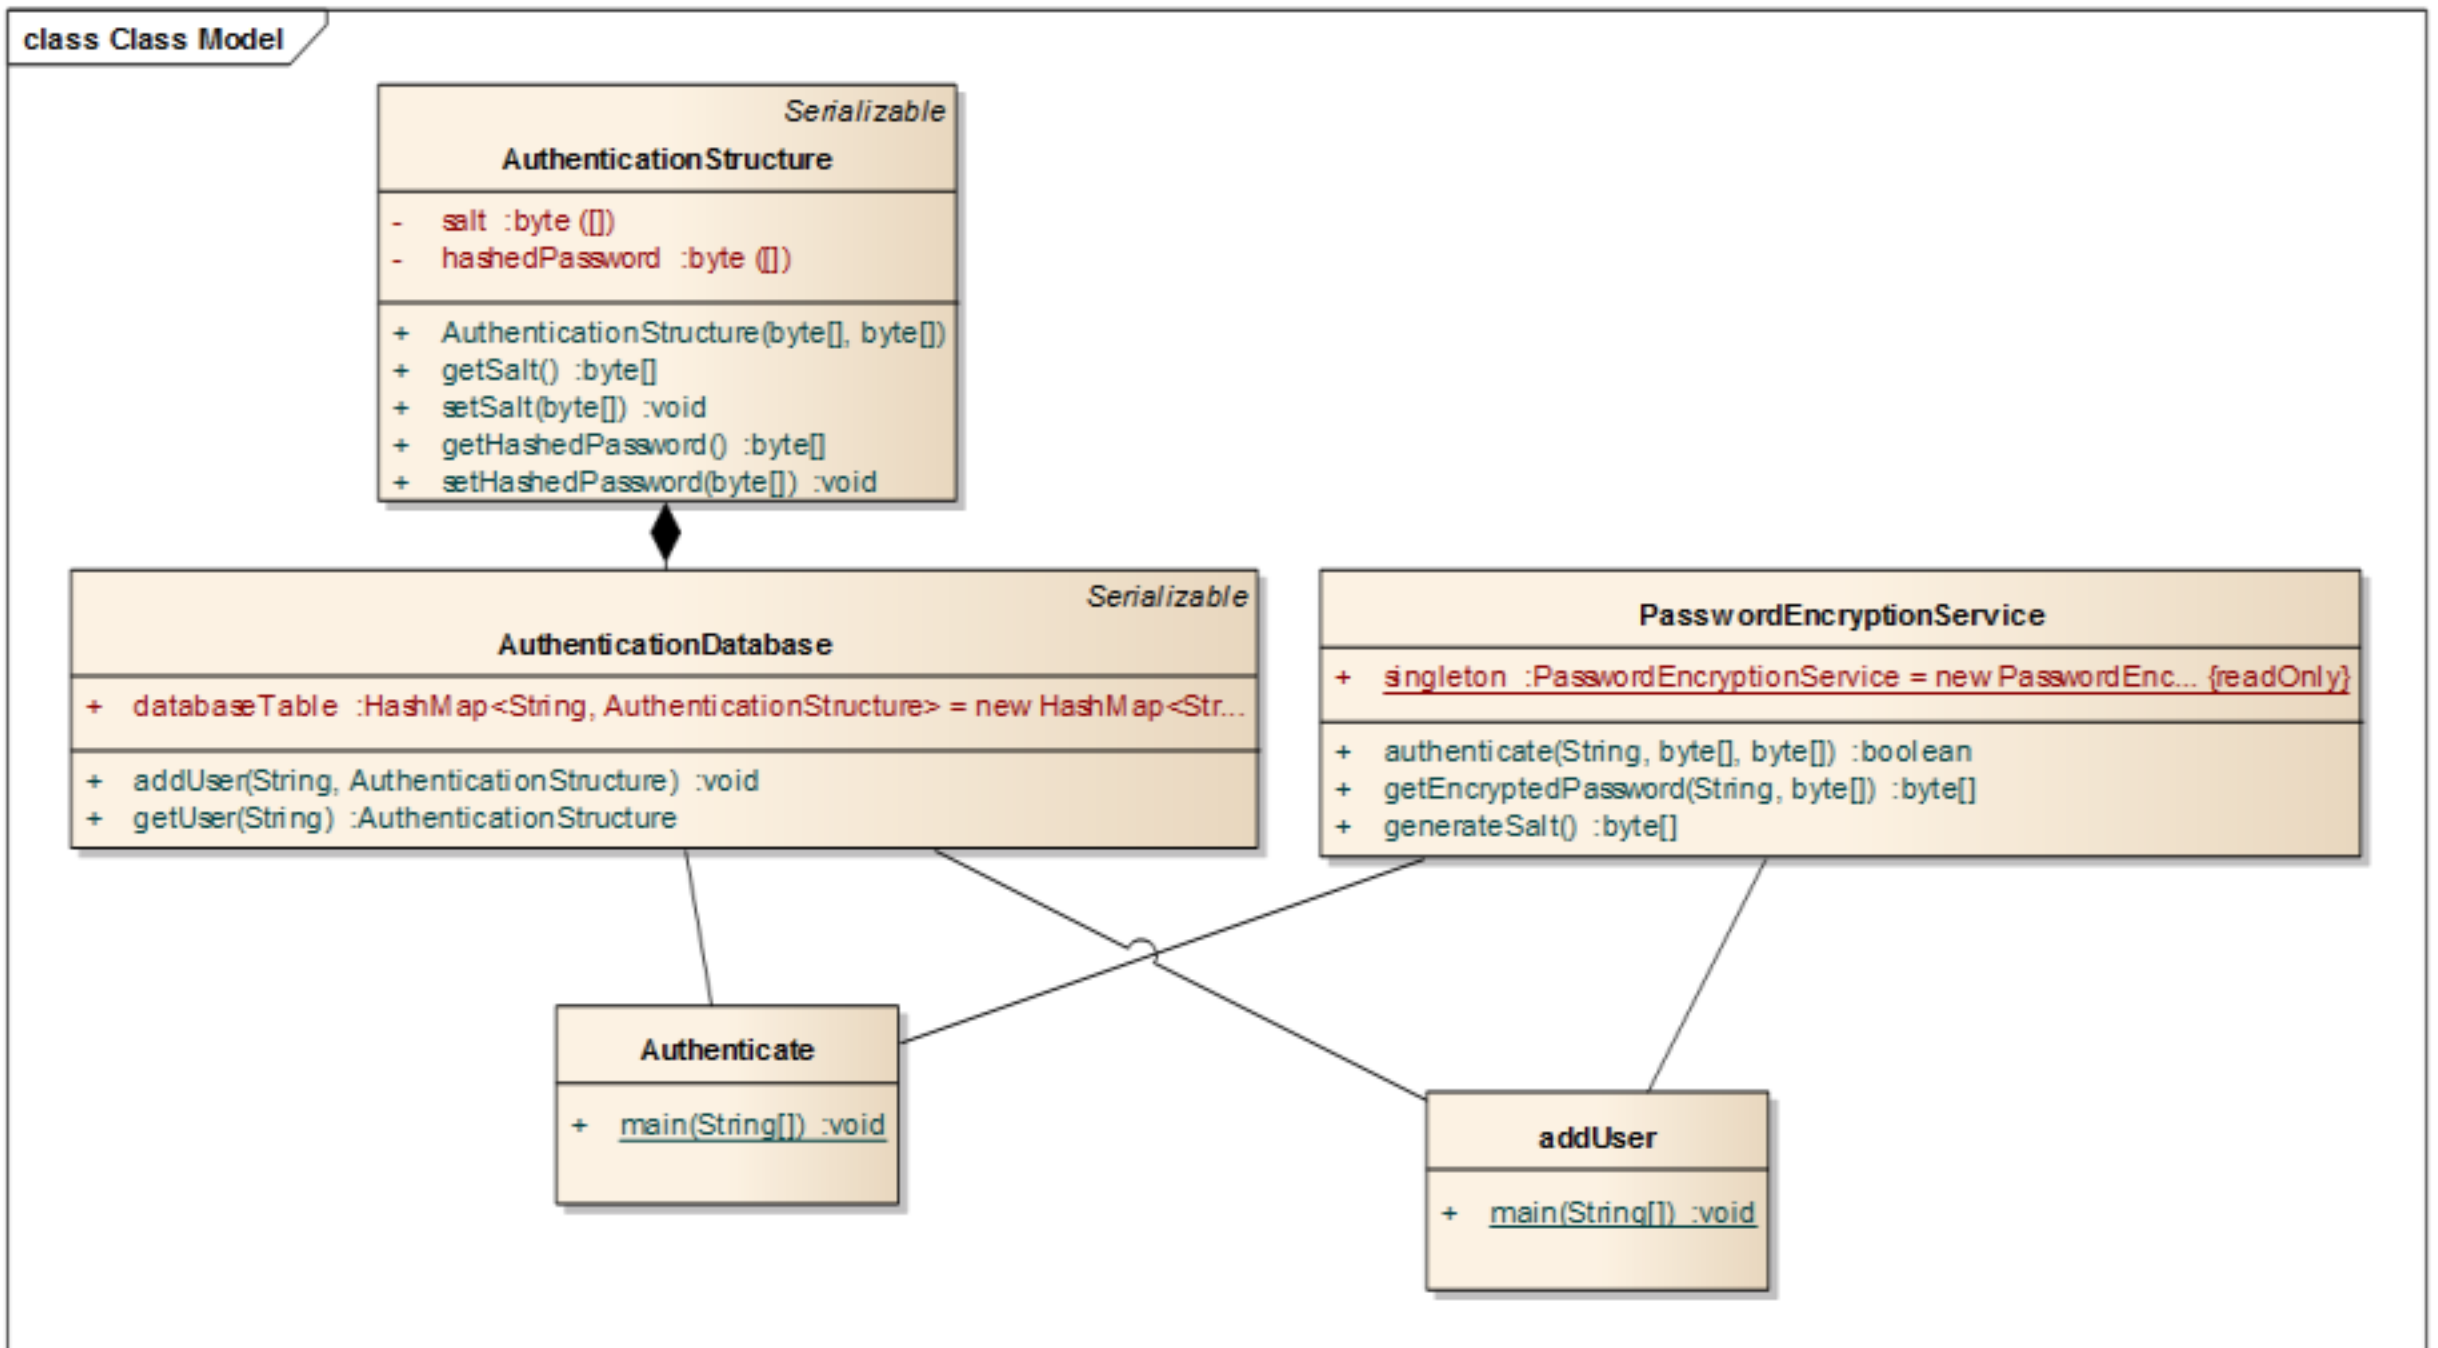 class Class Model
Serializable
AuthenticationStructure
- salt :byte ([])
- hashedPassword :byte ([])
+ AuthenticationStructure(byte[], byte[])
+ getSalt() :byte[]
+ setSalt(byte[]) :void
+ getHashedPassword() :byte[]
+ setHashedPassword(byte[]) :void
Serializable
AuthenticationDatabase
+ databaseTable :HashMap<String, AuthenticationStructure> = new HashMap<Str...
+ addUser(String, AuthenticationStructure) :void
+ getUser(String) :AuthenticationStructure
PasswordEncryptionService
+ singleton :PasswordEncryptionService = new PasswordEnc... {readOnly}
+ authenticate(String, byte[], byte[]) :boolean
+ getEncryptedPassword(String, byte[]) :byte[]
+ generateSalt() :byte[]
Authenticate
+ main(String[]) :void
addUser
+ main(String[]) :void